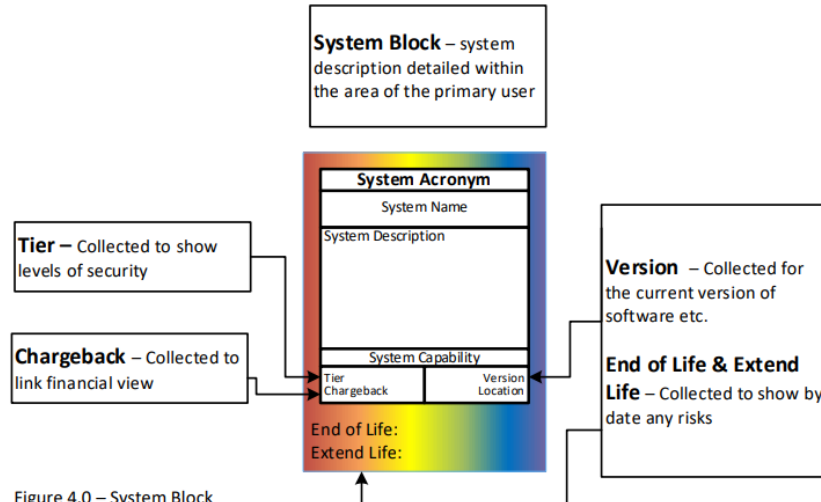 System Block – system
description detailed within
the area of the primary user
System Acronym
System Name
System Description
System Capability
Tier
Chargeback
Version
Location
End of Life:
Extend Life:
Tier – Collected to show
levels of security
Chargeback – Collected to
link financial view
Version – Collected for
the current version of
software etc.
End of Life & Extend
Life – Collected to show by
date any risks
Figure 4.0 – System Block